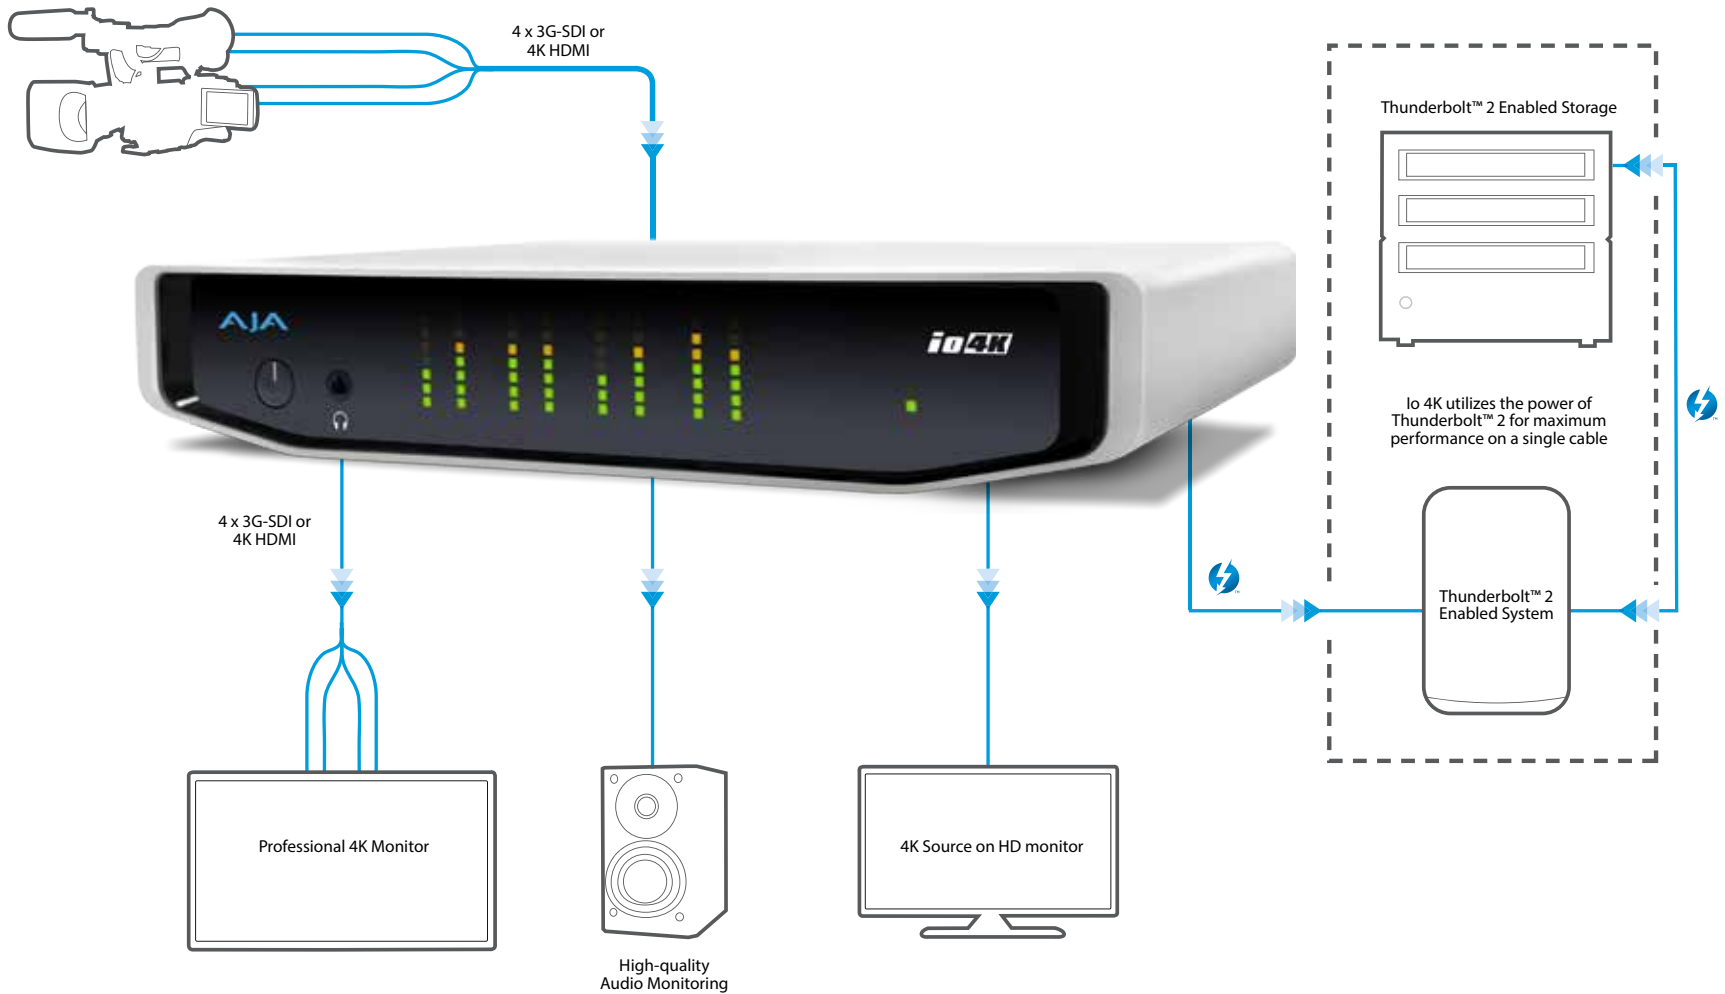 4 x 3G-SDI or
4K HDMI
Thunderbolt™ 2 Enabled Storage
AJA
io4K
Io 4K utilizes the power of
Thunderbolt™ 2 for maximum
performance on a single cable
4 x 3G-SDI or
4K HDMI
Thunderbolt™ 2
Enabled System
Professional 4K Monitor
4K Source on HD monitor
High-quality
Audio Monitoring